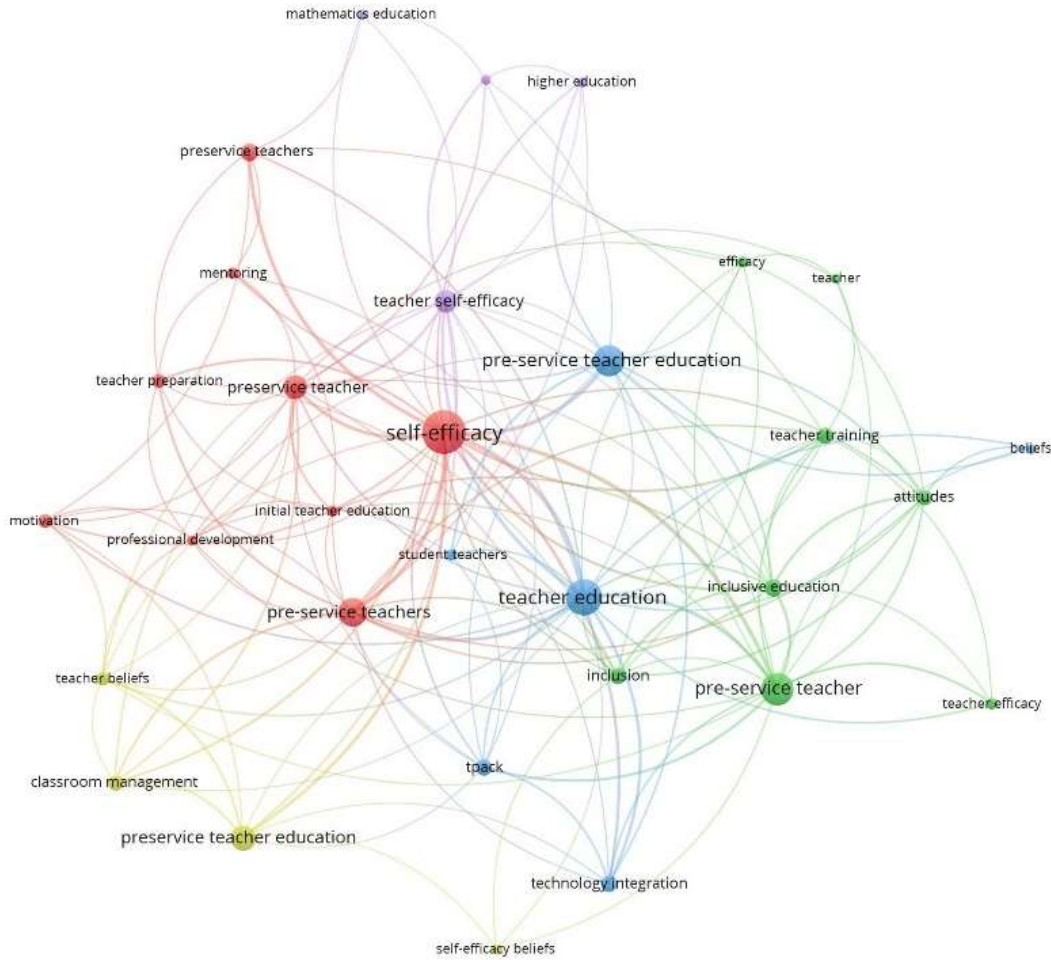 mathematics education
higher education
preservice teachers
efficacy
mentoring
teacher
teacher self-efficacy
pre-service teacher education
teacher preparation
preservice teacher
self-efficacy
teacher training
beliefs
attitudes
initial teacher education
motivation
professional development
student teachers
inclusive education
teacher education
pre-service teachers
inclusion
teacher beliefs
pre-service teacher
teacher efficacy
tpack
classroom management
preservice teacher education
technology integration
self-efficacy beliefs